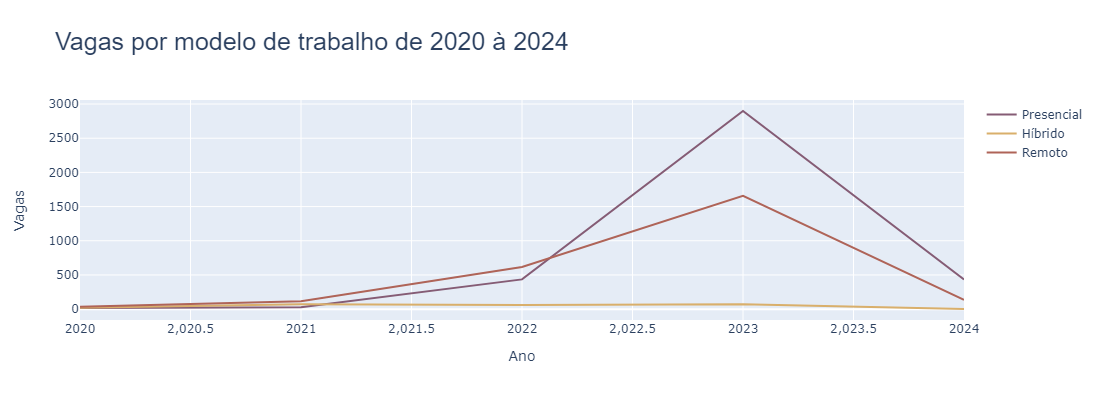 Vagas por modelo de trabalho de 2020 à 2024
3000
2500
2000
1500
1000
500
0
Vagas
2020
2,020.5
2021
2,021.5
2022
2,022.5
2023
2,023.5
2024
Ano
Presencial
Híbrido
Remoto